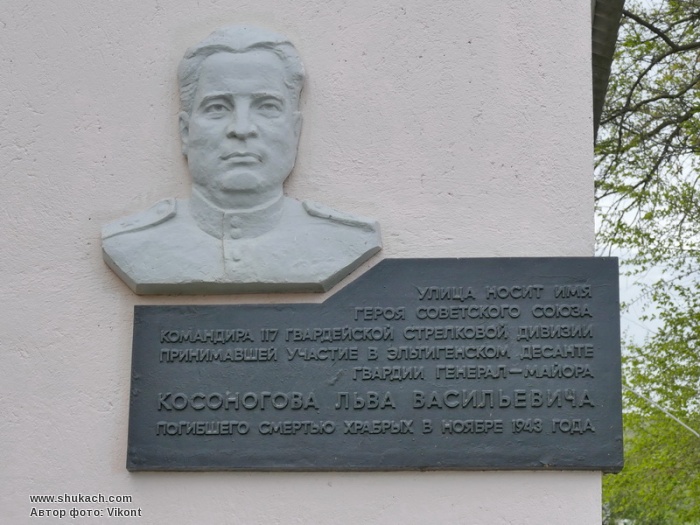 УЛИЦА НОСИТ ИМЯ
ГЕРОЯ СОВЕТСКОГО СОЮЗА
КОМАНДИРА 117 ГВАРДЕЙСКОЙ СТРЕЛКОВОЙ ДИВИЗИИ
ПРИНИМАВШЕЙ УЧАСТИЕ В ЭЛЬТИГЕНСКОМ ДЕСАНТЕ
ГВАРДИИ ГЕНЕРАЛ-МАЙОРА
КОСОНОГОВА ЛЬВА ВАСИЛЬЕВИЧА
ПОГИБШЕГО СМЕРТЬЮ ХРАБРЫХ В НОЯБРЕ 1943 ГОДА
www.shukach.com
Автор фото: Vikont